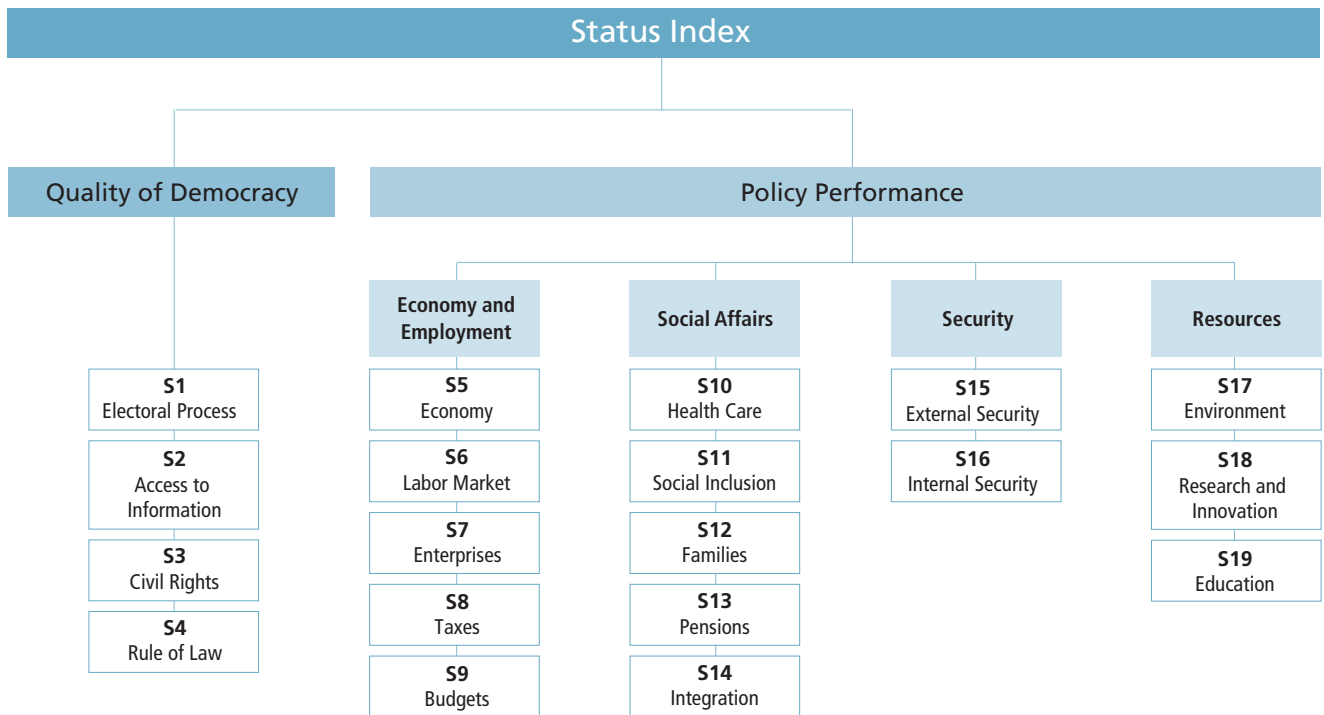 Status Index
Quality of Democracy
Policy Performance
Economy and
Employment
Social Affairs
Security
Resources
S1
Electoral Process
S2
Access to
Information
S3
Civil Rights
S4
Rule of Law
S5
Economy
S6
Labor Market
S7
Enterprises
S8
Taxes
S9
Budgets
S10
Health Care
S11
Social Inclusion
S12
Families
S13
Pensions
S14
Integration
S15
External Security
S16
Internal Security
S17
Environment
S18
Research and
Innovation
S19
Education